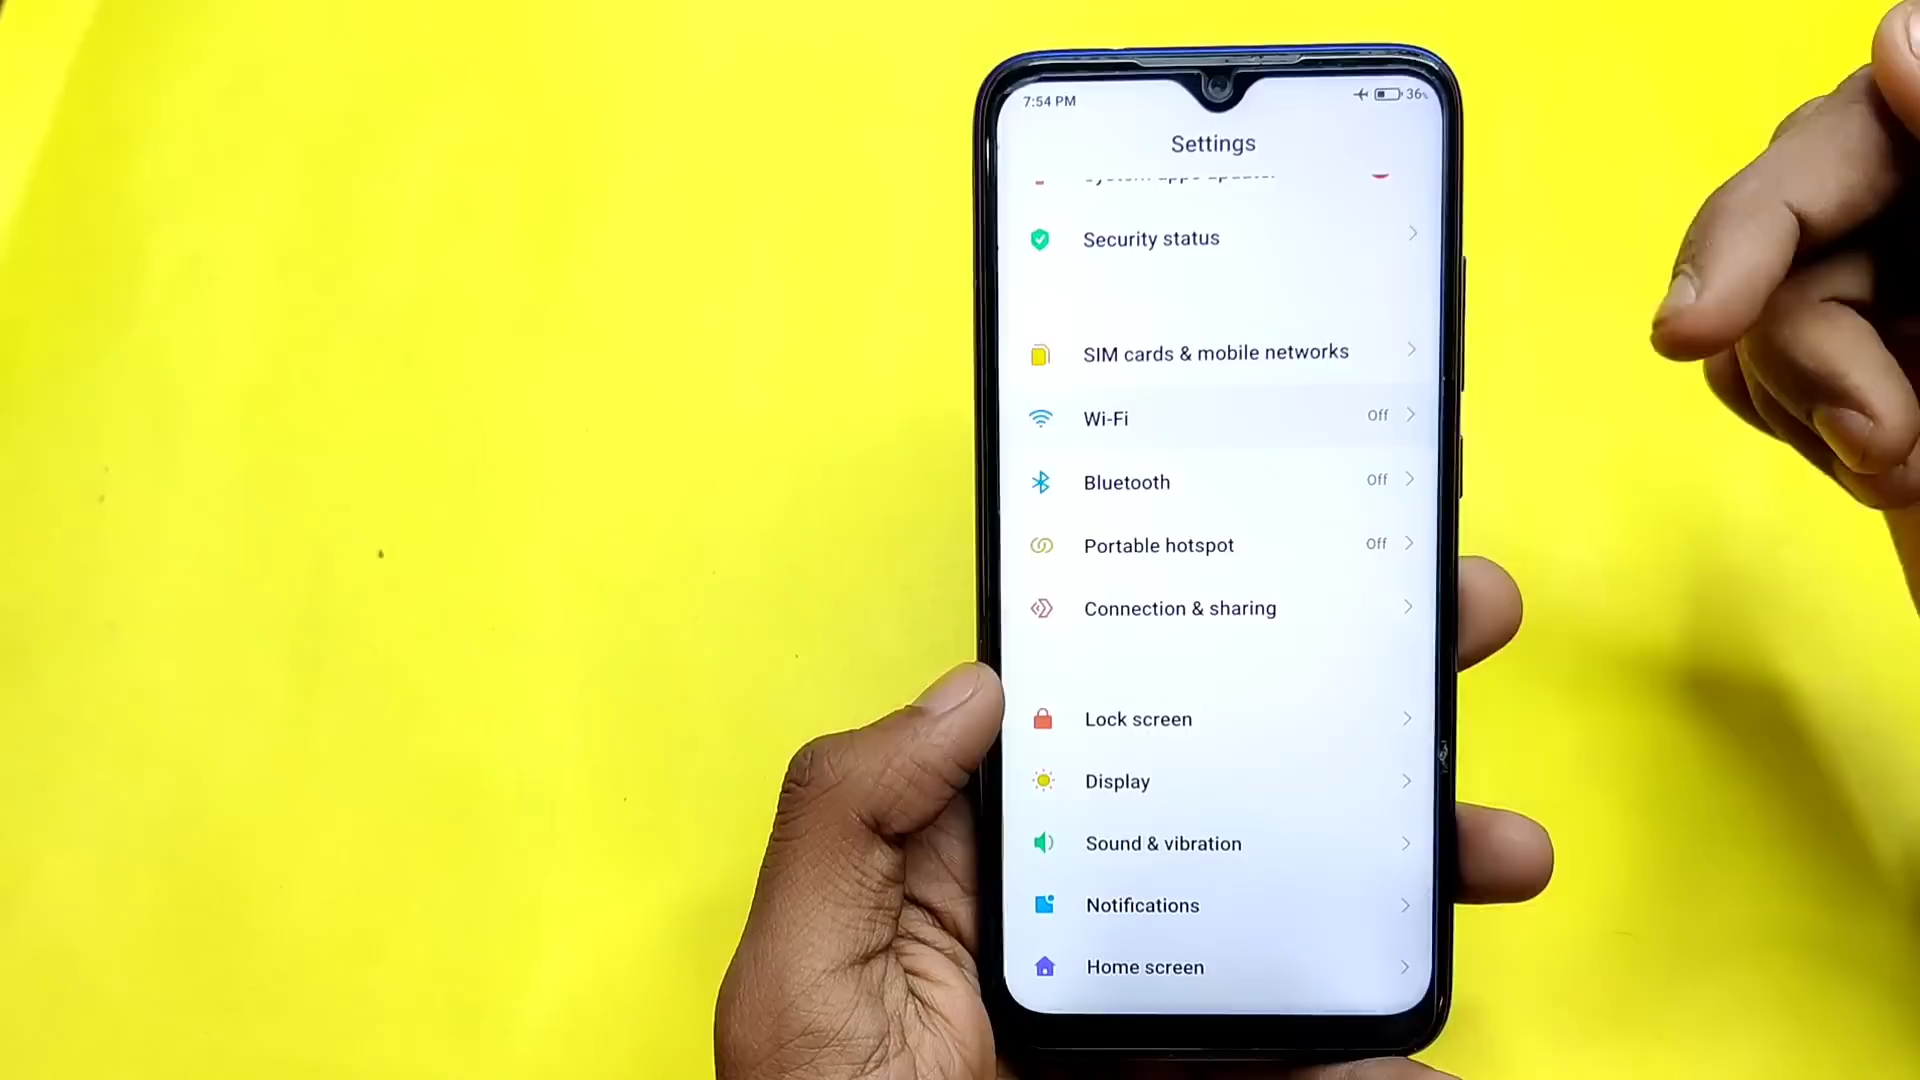 7:54 PM
36%
Settings
Security status
SIM cards & mobile networks
Wi-Fi Off
Bluetooth Off
Portable hotspot Off
Connection & sharing
Lock screen
Display
Sound & vibration
Notifications
Home screen